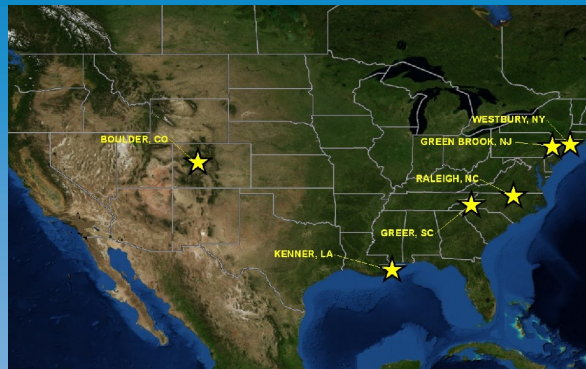 WESTBURY, NY
BOULDER, CO
GREEN BROOK, NJ
RALEIGH, NC
GREER, SC
KENNER, LA